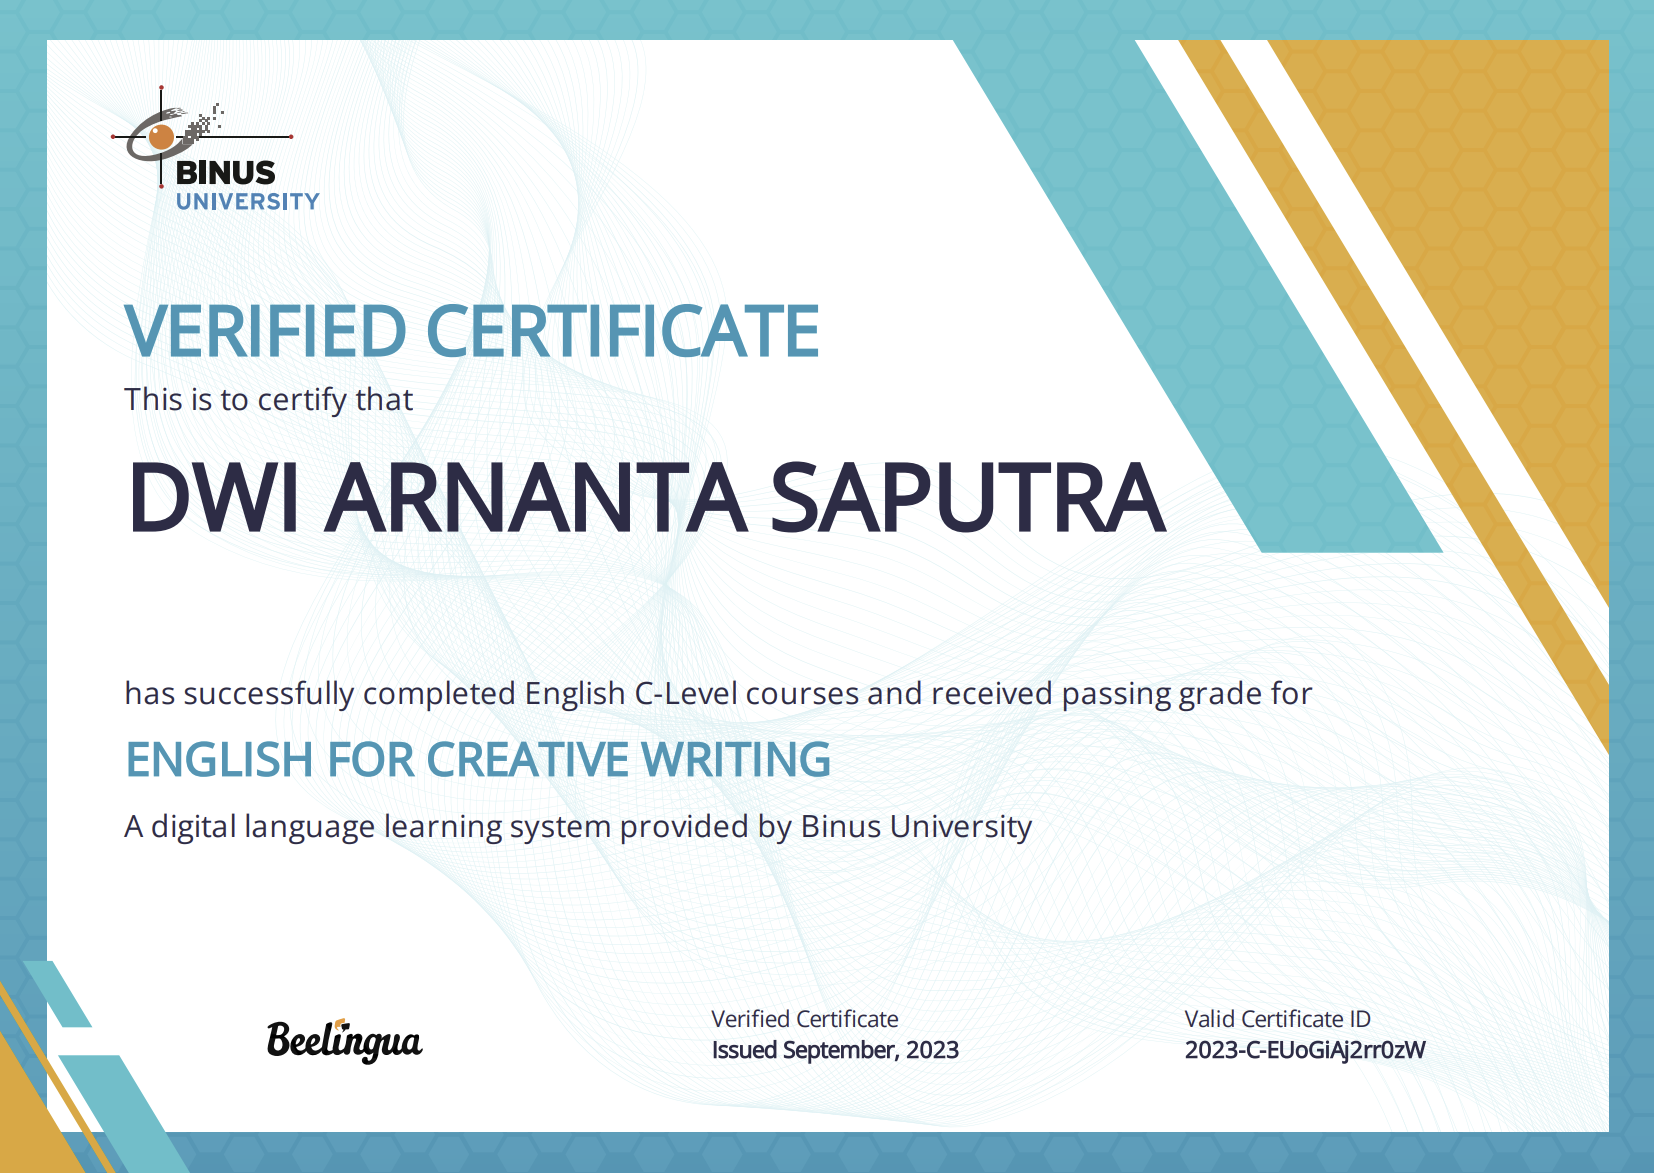 BINUS
UNIVERSITY
VERIFIED CERTIFICATE
This is to certify that
DWI ARNANTA SAPUTRA
has successfully completed English C-Level courses and received passing grade for
ENGLISH FOR CREATIVE WRITING
A digital language learning system provided by Binus University
Beelingua
Verified Certificate
Issued September, 2023
Valid Certificate ID
2023-C-EUoGiAj2rr0zW